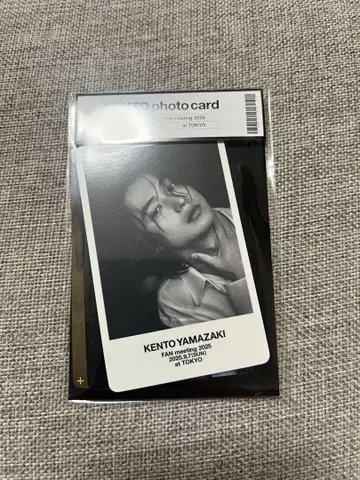 photo card
meeting 2025
at TOKYO
KENTO YAMAZAKI
FAN meeting 2025
2025.9.7(SUN)
at TOKYO